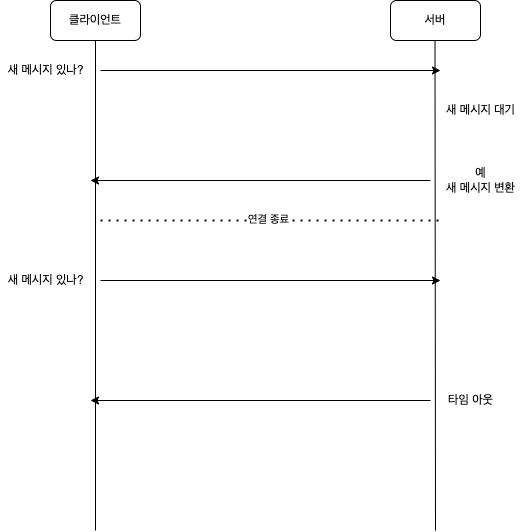 클라이언트
서버
새 메시지 있나?
새 메시지 대기
예
새 메시지 변환
연결 종료
새 메시지 있나?
타임 아웃